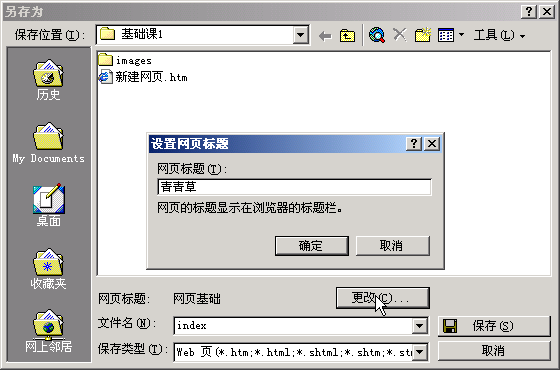 另存为
保存位置(I):
基础课1
工具(L)
历史
My Documents
桌面
收藏夹
网上邻居
images
新建网页.htm
设置网页标题
网页标题(T):
青青草
网页的标题显示在浏览器的标题栏。
确定
取消
网页标题:
网页基础
更改(C)...
文件名(N):
index
保存(S)
保存类型(T):
Web 页(*.htm;*.html;*.shtml;*.shtm;*.st
取消